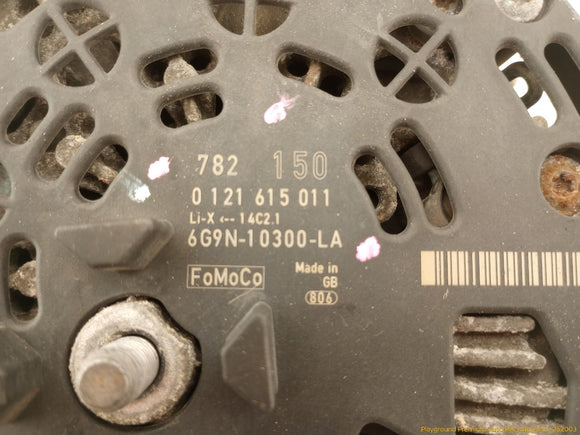 782 150
0 121 615 011
Li-X <-- 14C2.1
6G9N-10300-LA
FoMoCo
Made in
GB
806